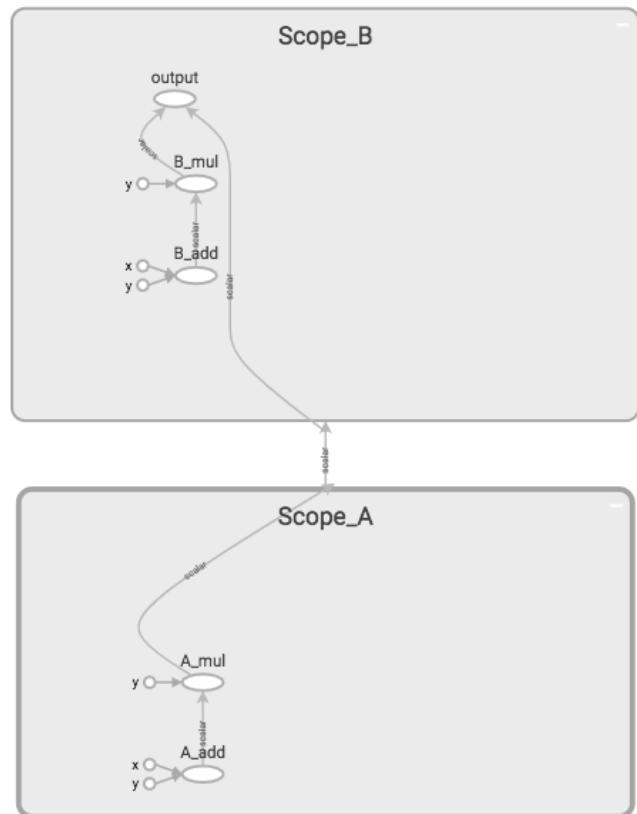 Scope_B
output
scalar
B_mul
y
scalar
B_add
x
y
scalar
scalar
Scope_A
scalar
A_mul
y
scalar
A_add
x
y